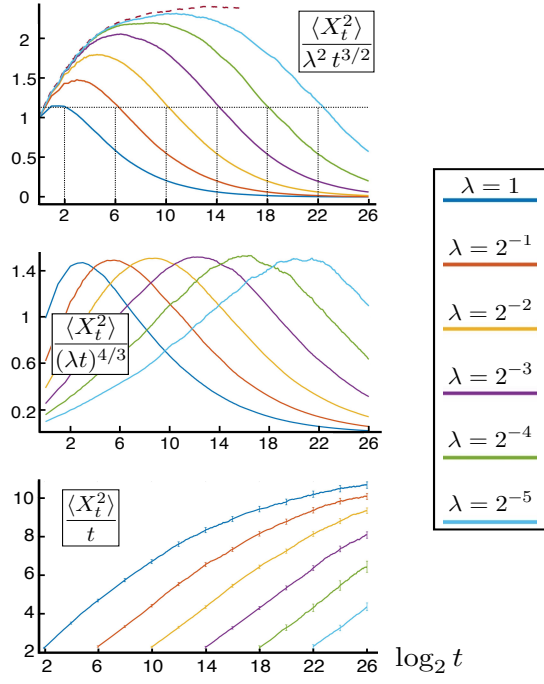 2
1.5
1
0.5
0
2 6 10 14 18 22 26
⟨X_t^2⟩ / λ^2 t^{3/2}
1.4
1
0.6
0.2
2 6 10 14 18 22 26
⟨X_t^2⟩ / (λt)^{4/3}
10
8
6
4
2
2 6 10 14 18 22 26
⟨X_t^2⟩ / t
log_2 t
λ = 1
λ = 2^{-1}
λ = 2^{-2}
λ = 2^{-3}
λ = 2^{-4}
λ = 2^{-5}